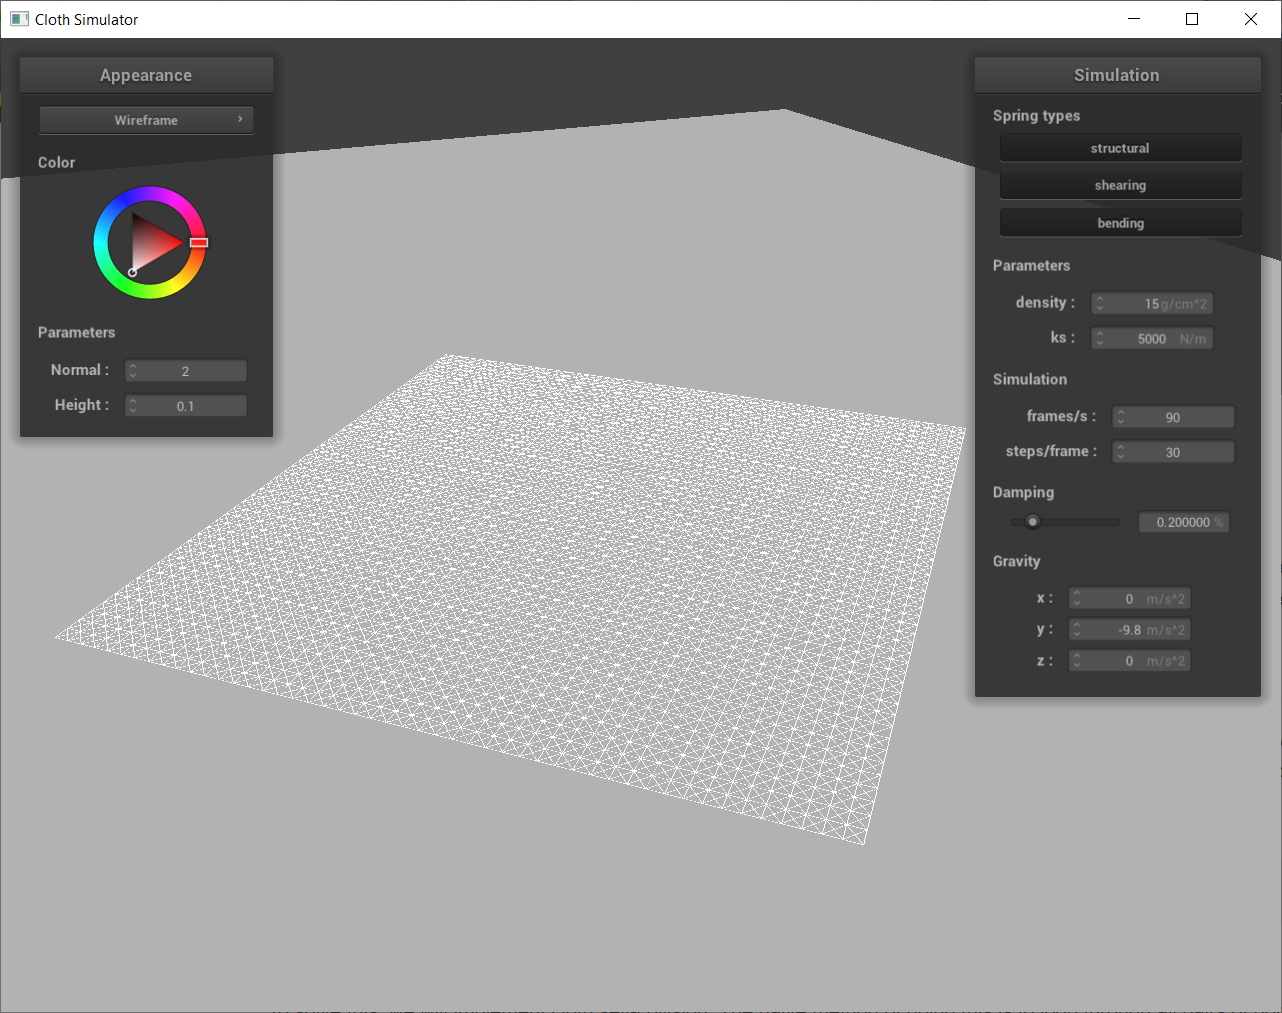 Cloth Simulator
Appearance
Wireframe
Color
Parameters
Normal : 2
Height : 0.1
Simulation
Spring types
structural
shearing
bending
Parameters
density : 15 g/cm^2
ks : 5000 N/m
Simulation
frames/s : 90
steps/frame : 30
Damping
0.200000 %
Gravity
x : 0 m/s^2
y : -9.8 m/s^2
z : 0 m/s^2